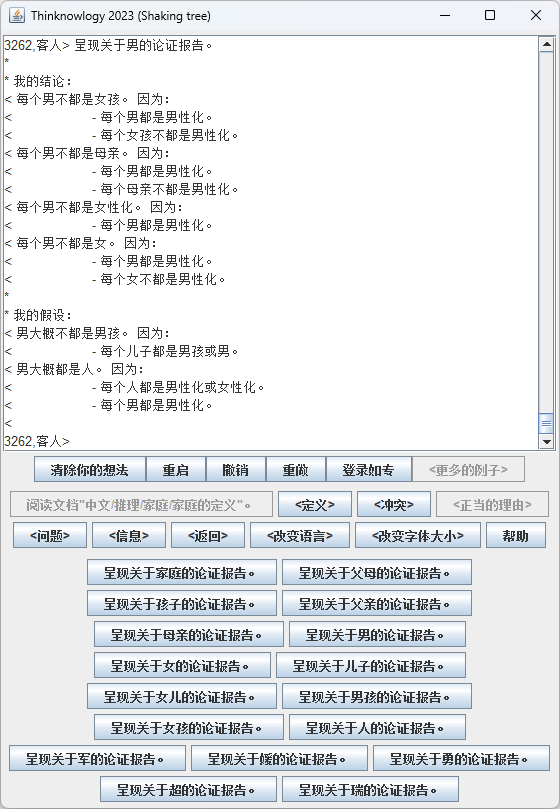 Thinknowlogy 2023 (Shaking tree)
3262,客人> 呈现关于男的论证报告。
*
* 我的结论:
< 每个男不都是女孩。 因为:
< - 每个男都是男性化。
< - 每个女孩不都是男性化。
< 每个男不都是母亲。 因为:
< - 每个男都是男性化。
< - 每个母亲不都是男性化。
< 每个男不都是女性化。 因为:
< - 每个男都是男性化。
< 每个男不都是女。 因为:
< - 每个男都是男性化。
< - 每个女不都是男性化。
*
* 我的假设:
< 男大概不都是男孩。 因为:
< - 每个儿子都是男孩或男。
< 男大概都是人。 因为:
< - 每个人都是男性化或女性化。
< - 每个男都是男性化。
<
3262,客人>
清除你的想法 重启 撤销 重做 登录如专 <更多的例子>
阅读文档"中文/推理/家庭/家庭的定义"。 <定义> <冲突> <正当的理由>
<问题> <信息> <返回> <改变语言> <改变字体大小> 帮助
呈现关于家庭的论证报告。 呈现关于父母的论证报告。
呈现关于孩子的论证报告。 呈现关于父亲的论证报告。
呈现关于母亲的论证报告。 呈现关于男的论证报告。
呈现关于女的论证报告。 呈现关于儿子的论证报告。
呈现关于女儿的论证报告。 呈现关于男孩的论证报告。
呈现关于女孩的论证报告。 呈现关于人的论证报告。
呈现关于军的论证报告。 呈现关于媛的论证报告。 呈现关于勇的论证报告。
呈现关于超的论证报告。 呈现关于瑞的论证报告。